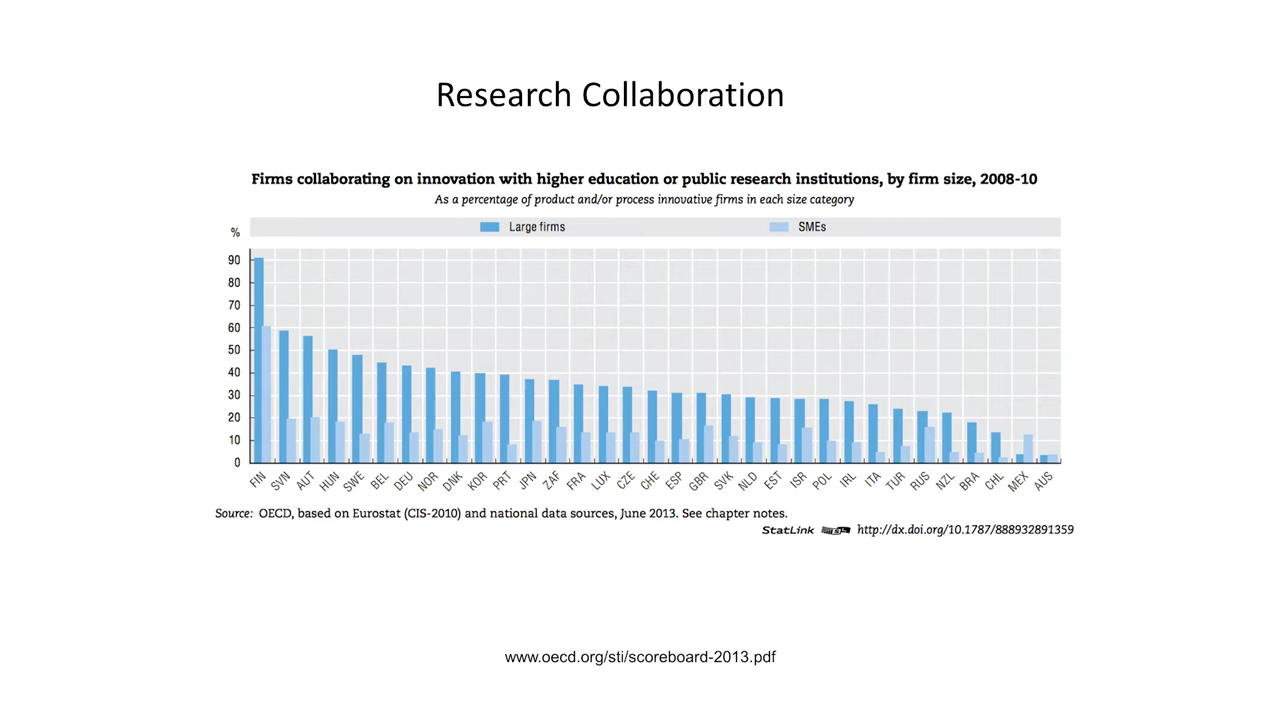 Research Collaboration
Firms collaborating on innovation with higher education or public research institutions, by firm size, 2008-10
As a percentage of product and/or process innovative firms in each size category
% Large firms SMEs
90
80
70
60
50
40
30
20
10
0
FIN SVN AUT HUN SWE BEL DEU NOR DNK KOR PRT JPN ZAF FRA LUX CZE CHE ESP GBR SVK NLD EST ISR POL IRL ITA TUR RUS NZL BRA CHL MEX AUS
Source: OECD, based on Eurostat (CIS-2010) and national data sources, June 2013. See chapter notes.
StatLink http://dx.doi.org/10.1787/888932891359
www.oecd.org/sti/scoreboard-2013.pdf